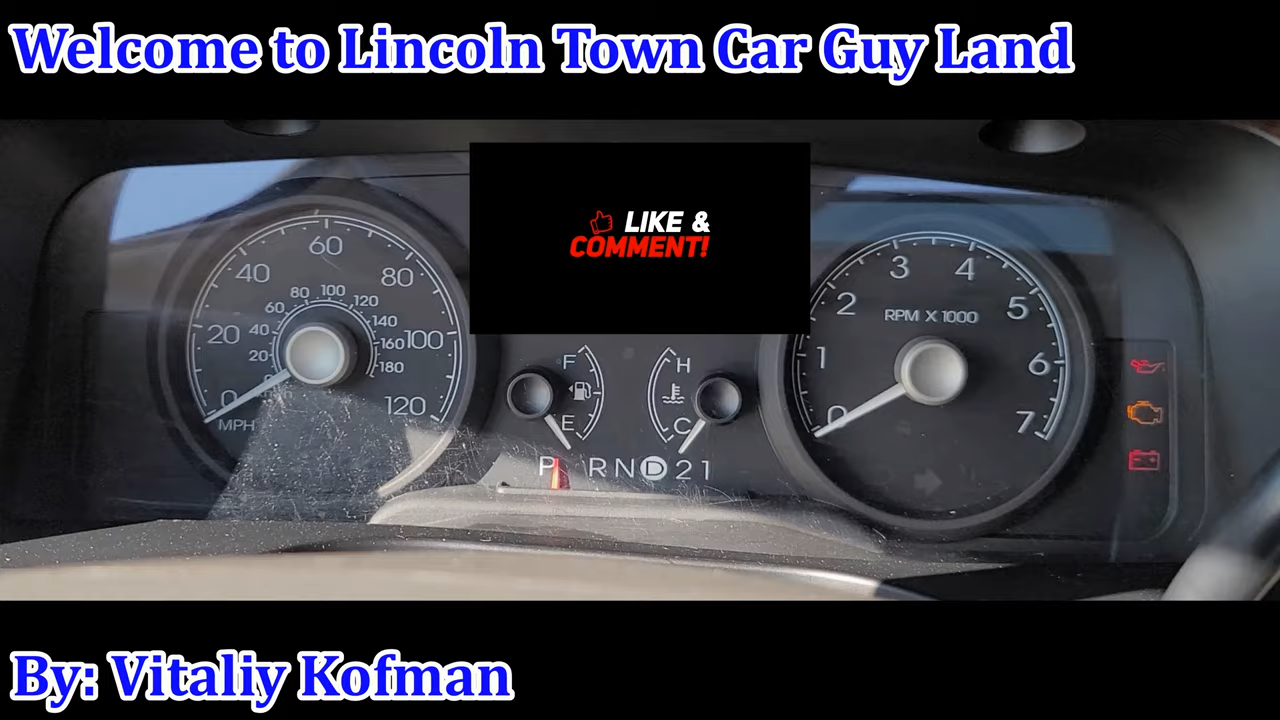 Welcome to Lincoln Town Car Guy Land
LIKE &
COMMENT!
60
40
80
20
100
0
120
MPH
80 100 120
60
140
40
160
20
180
F
E
H
C
P R N D 2 1
3 4
2
5
RPM X 1000
1
6
0
7
By: Vitaliy Kofman